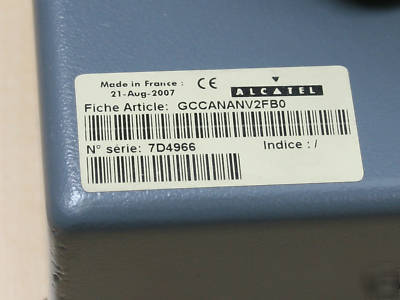 Made in France :
21-Aug-2007
CE
ALCATEL
Fiche Article: GCCANANV2FB0
N° série: 7D4966 Indice : /